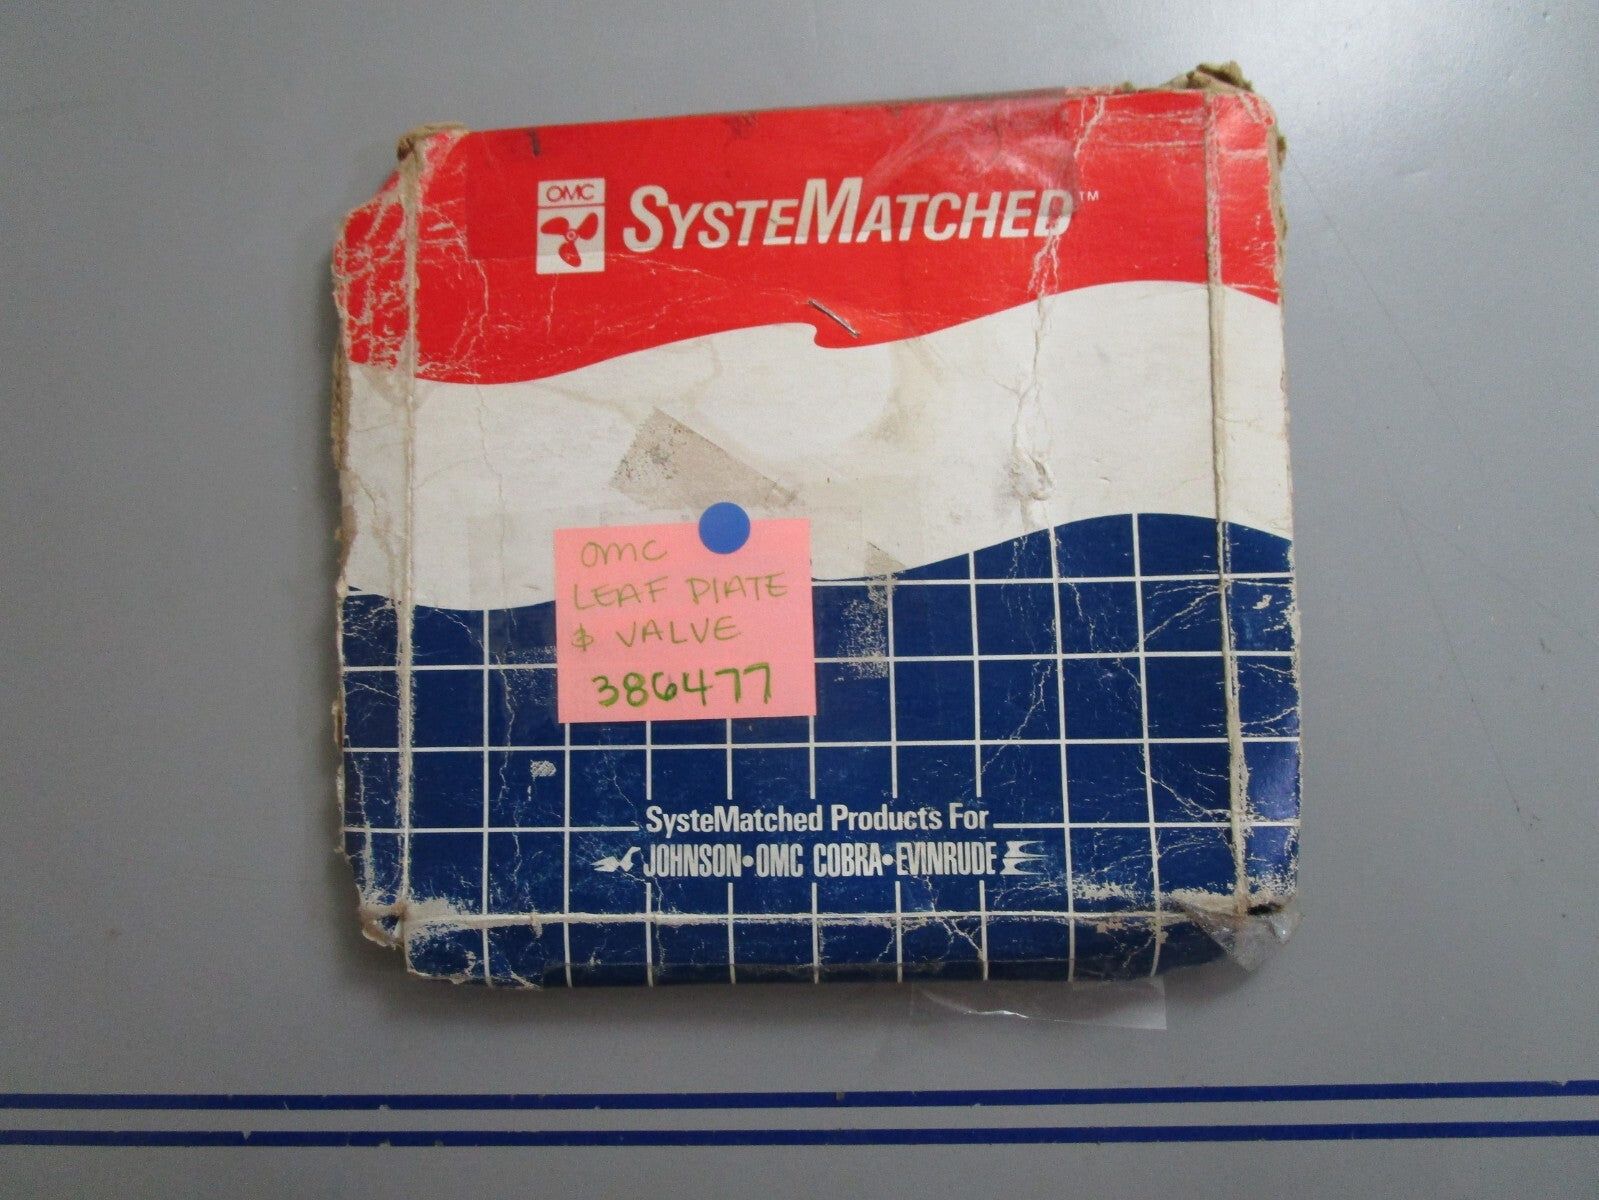 OMC
SYSTEMATCHED™
OMC
LEAF PLATE
& VALVE
386477
SysteMatched Products For
JOHNSON • OMC COBRA • EVINRUDE